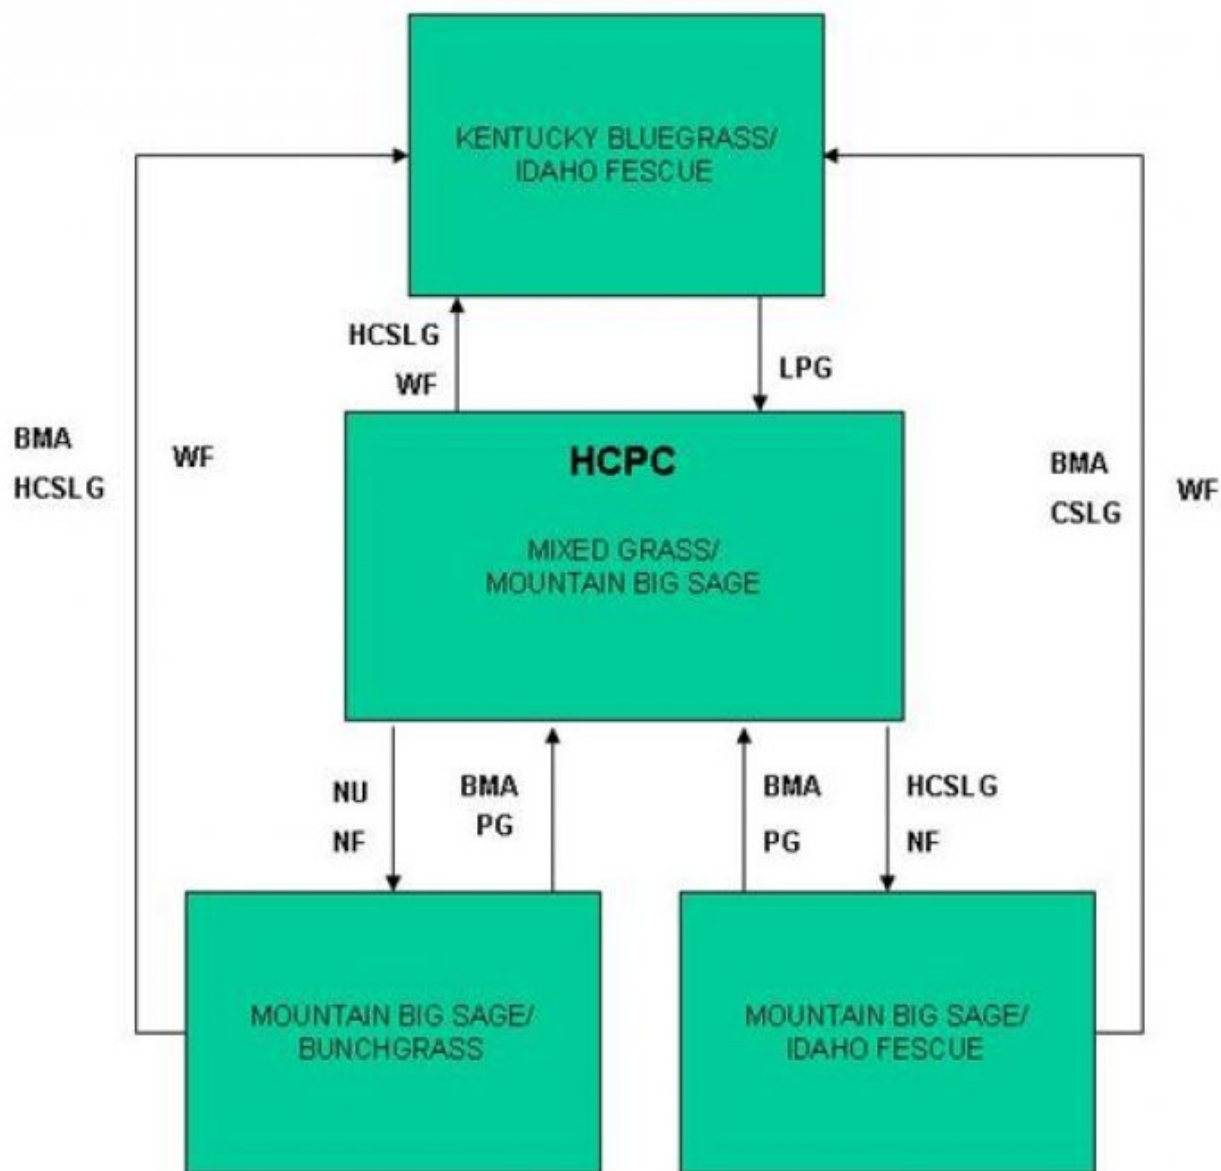 KENTUCKY BLUEGRASS/
IDAHO FESCUE
HCSLG
WF
LPG
BMA
HCSLG
WF
BMA
CSLG
WF
HCPC
MIXED GRASS/
MOUNTAIN BIG SAGE
NU
NF
BMA
PG
BMA
PG
HCSLG
NF
MOUNTAIN BIG SAGE/
BUNCHGRASS
MOUNTAIN BIG SAGE/
IDAHO FESCUE